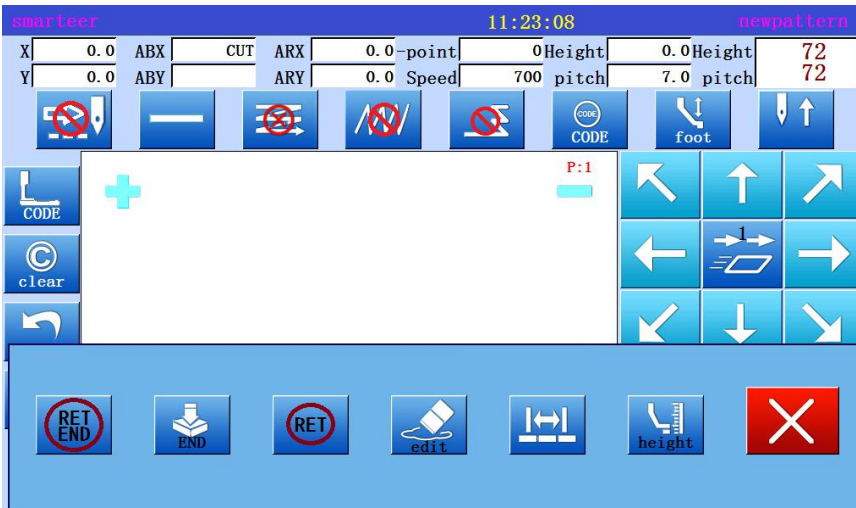 smarteer 11:23:08 newpattern
X 0.0 ABX CUT ARX 0.0 -point 0 Height 0.0 Height 72
Y 0.0 ABY ARY 0.0 Speed 700 pitch 7.0 pitch 72
CODE
CODE foot
P:1
CODE
1
C
clear
RET
END
END
RET
edit
height